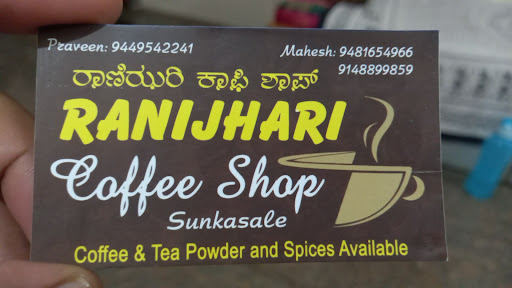 Praveen: 9449542241
Mahesh: 9481654966
9148899859
ರಾಣಿಝರಿ ಕಾಫಿ ಶಾಪ್
RANIJHARI
Coffee Shop
Sunkasale
Coffee & Tea Powder and Spices Available